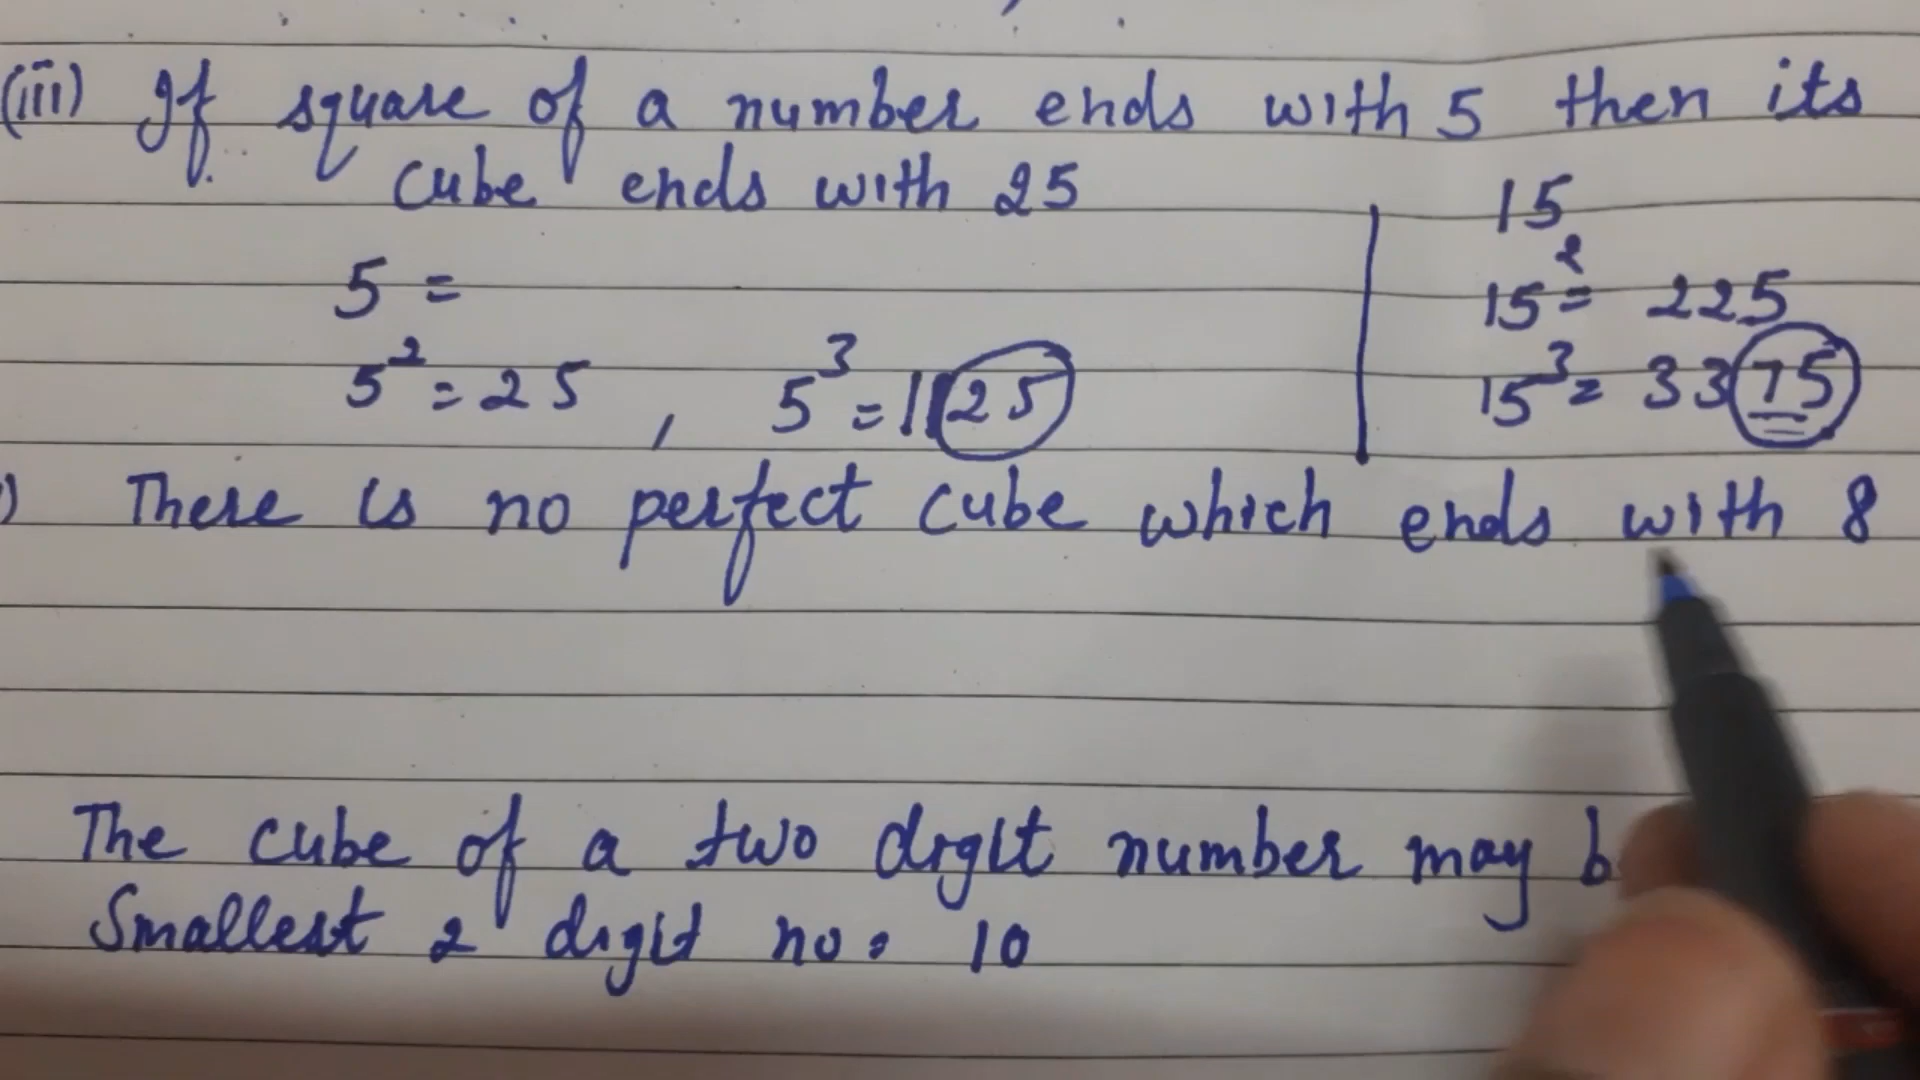 (iii) If square of a number ends with 5 then its
cube ends with 25
5 =
5² = 25 , 5³ = 125
15
15² = 225
15³ = 3375
) There is no perfect cube which ends with 8
The cube of a two digit number may b
Smallest 2 digit no. 10